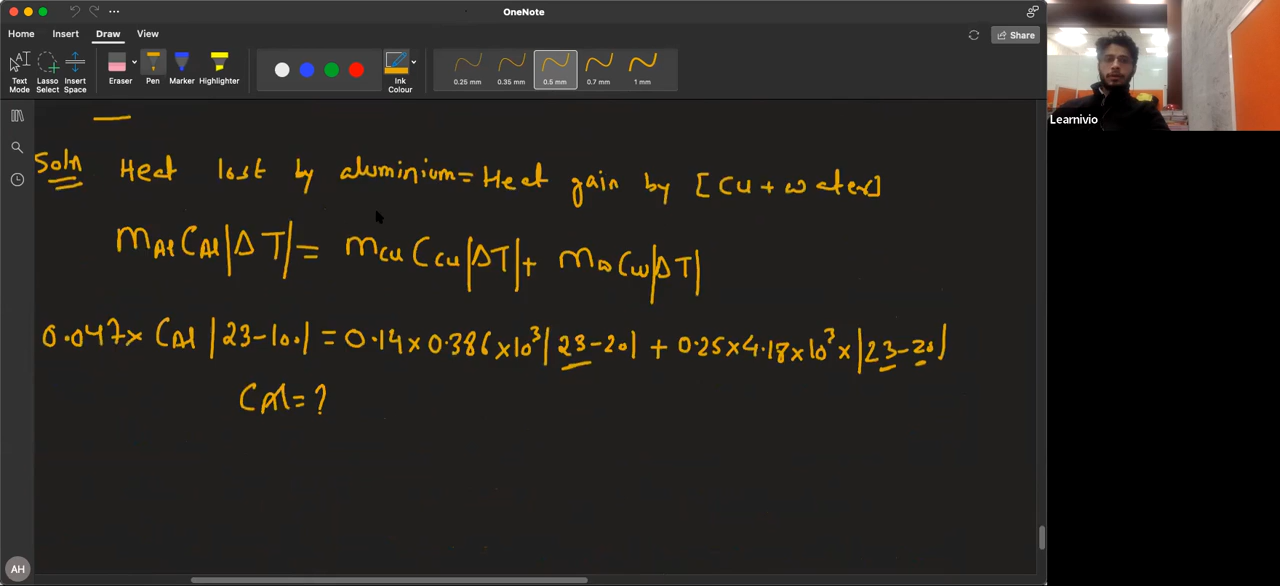 OneNote
Home Insert Draw View
Share
Text Mode
Lasso Select
Insert Space
Eraser
Pen
Marker
Highlighter
Ink Colour
0.25 mm
0.35 mm
0.5 mm
0.7 mm
1 mm
Learnivio
Soln Heat lost by aluminium = Heat gain by [Cu + water]
mAl CAl |ΔT| = mcu Ccu |ΔT| + mw Cw |ΔT|
0.047 × CAl |23-100| = 0.14 × 0.386 × 10³ |23-20| + 0.25 × 4.18 × 10³ × |23-20|
CAl = ?
AH